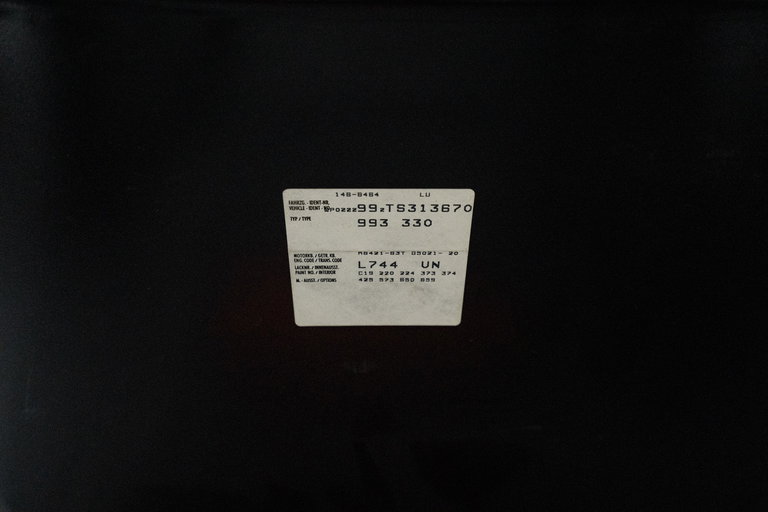 148-8484 LU
FAHRZG. - IDENT-NR.
VEHICLE - IDENT - NO. WP0ZZZ99ZTS313670
TYP / TYPE 993 330
MOTORKB. / GETR. KB.
ENG. CODE / TRANS. CODE M6421-63T G5021- 20
LACKNR. / INNENAUSST. L744 UN
PAINT NO. / INTERIOR C19 220 224 373 374
M.- AUSST. / OPTIONS 425 573 650 659